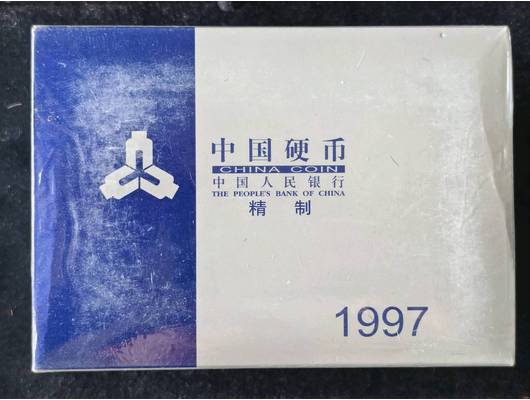 中国硬币
CHINA COIN
中国人民银行
THE PEOPLE'S BANK OF CHINA
精 制
1997